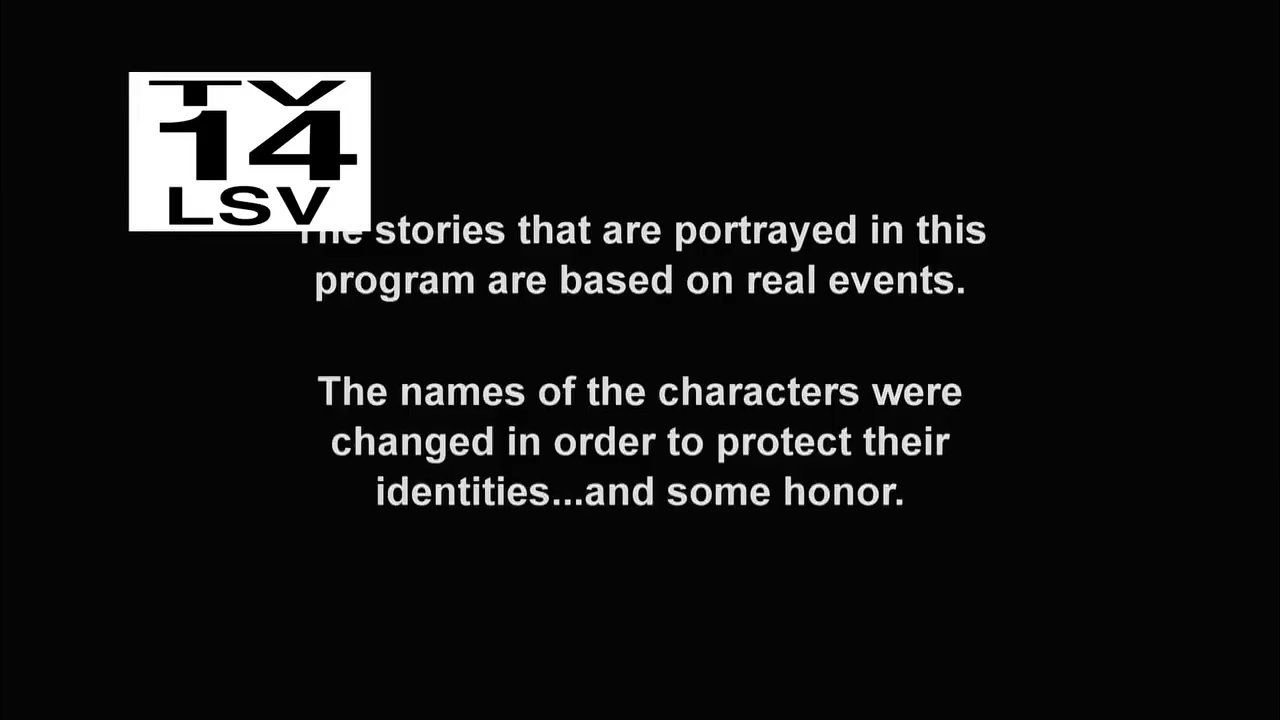 TV
14
LSV
The stories that are portrayed in this
program are based on real events.
The names of the characters were
changed in order to protect their
identities...and some honor.